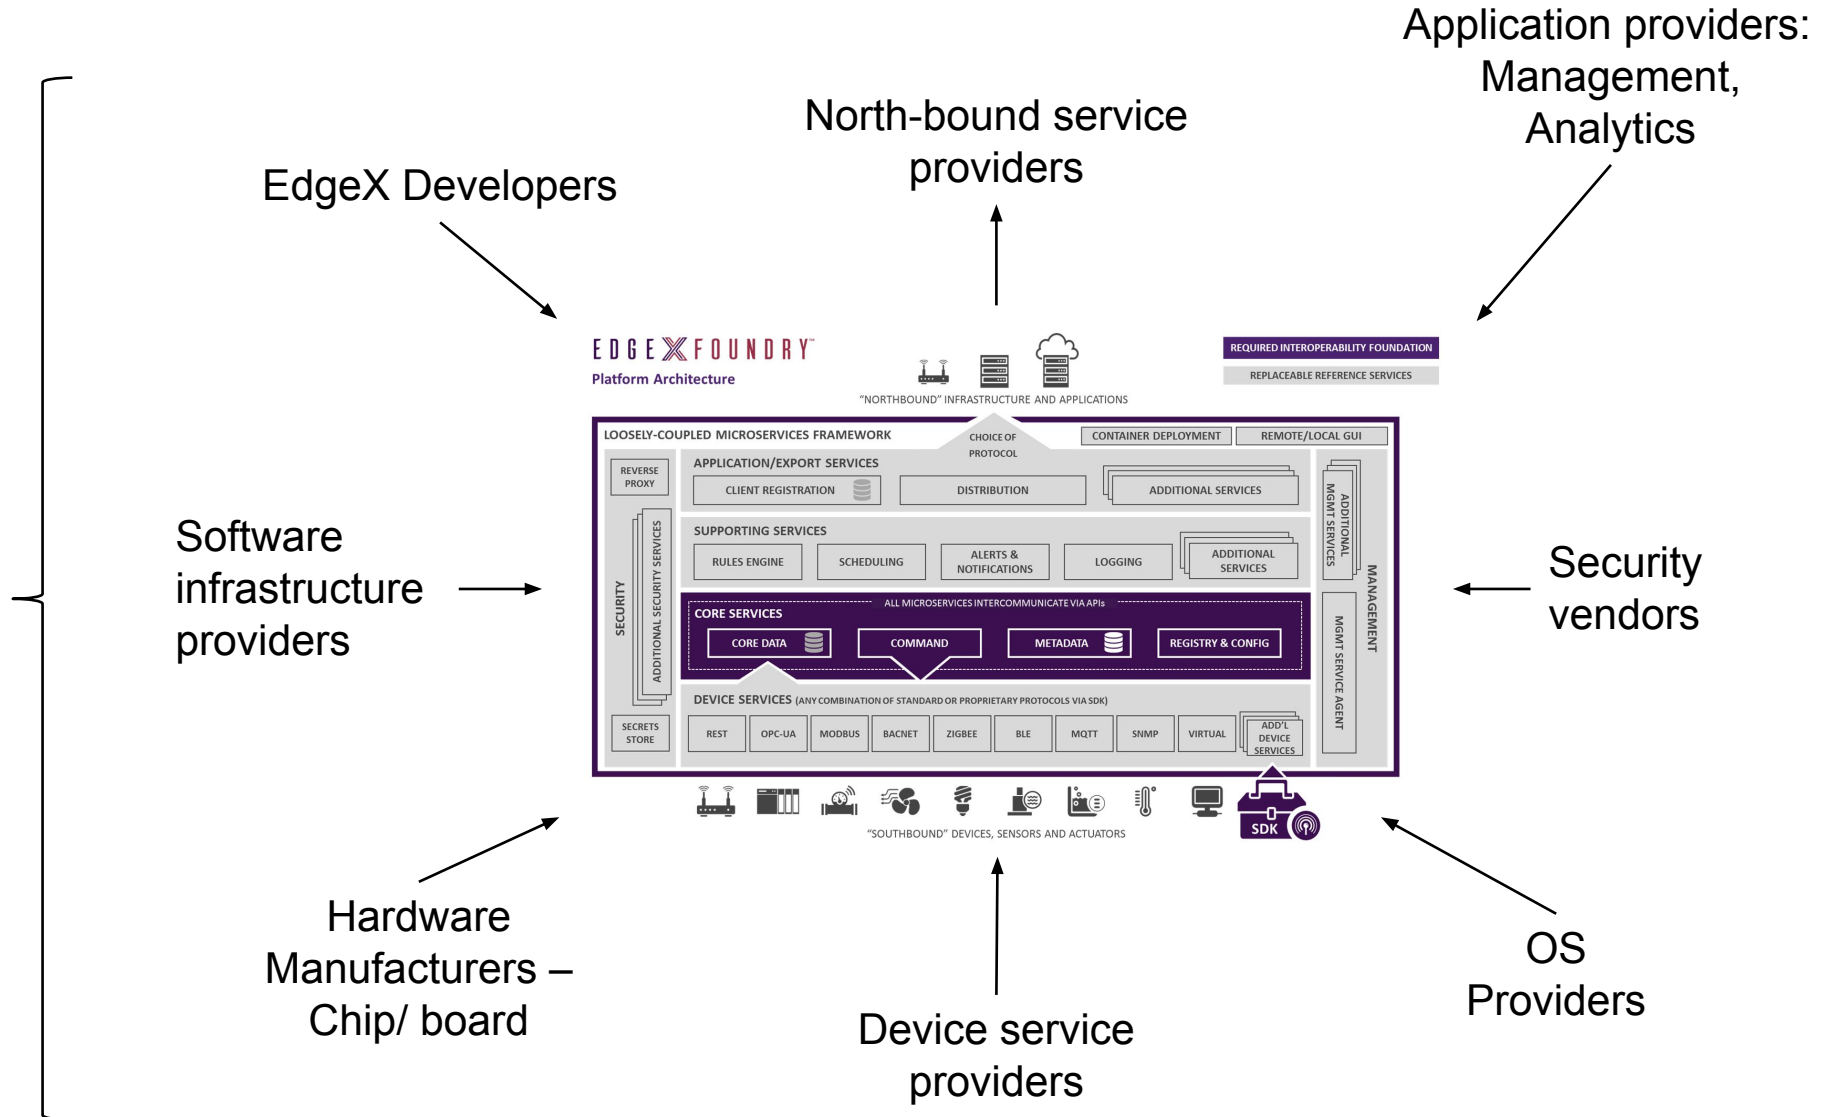 Application providers:
Management,
Analytics
North-bound service
providers
EdgeX Developers
EDGE X FOUNDRY™
Platform Architecture
REQUIRED INTEROPERABILITY FOUNDATION
REPLACEABLE REFERENCE SERVICES
"NORTHBOUND" INFRASTRUCTURE AND APPLICATIONS
LOOSELY-COUPLED MICROSERVICES FRAMEWORK
CHOICE OF
PROTOCOL
CONTAINER DEPLOYMENT
REMOTE/LOCAL GUI
REVERSE
PROXY
APPLICATION/EXPORT SERVICES
CLIENT REGISTRATION
DISTRIBUTION
ADDITIONAL SERVICES
ADDITIONAL
MGMT SERVICES
Software
infrastructure
providers
SECURITY
ADDITIONAL SECURITY SERVICES
SUPPORTING SERVICES
RULES ENGINE
SCHEDULING
ALERTS &
NOTIFICATIONS
LOGGING
ADDITIONAL
SERVICES
MANAGEMENT
Security
vendors
ALL MICROSERVICES INTERCOMMUNICATE VIA APIs
CORE SERVICES
CORE DATA
COMMAND
METADATA
REGISTRY & CONFIG
MGMT SERVICE AGENT
DEVICE SERVICES (ANY COMBINATION OF STANDARD OR PROPRIETARY PROTOCOLS VIA SDK)
SECRETS
STORE
REST
OPC-UA
MODBUS
BACNET
ZIGBEE
BLE
MQTT
SNMP
VIRTUAL
ADD'L
DEVICE
SERVICES
SDK
"SOUTHBOUND" DEVICES, SENSORS AND ACTUATORS
Hardware
Manufacturers –
Chip/ board
Device service
providers
OS
Providers